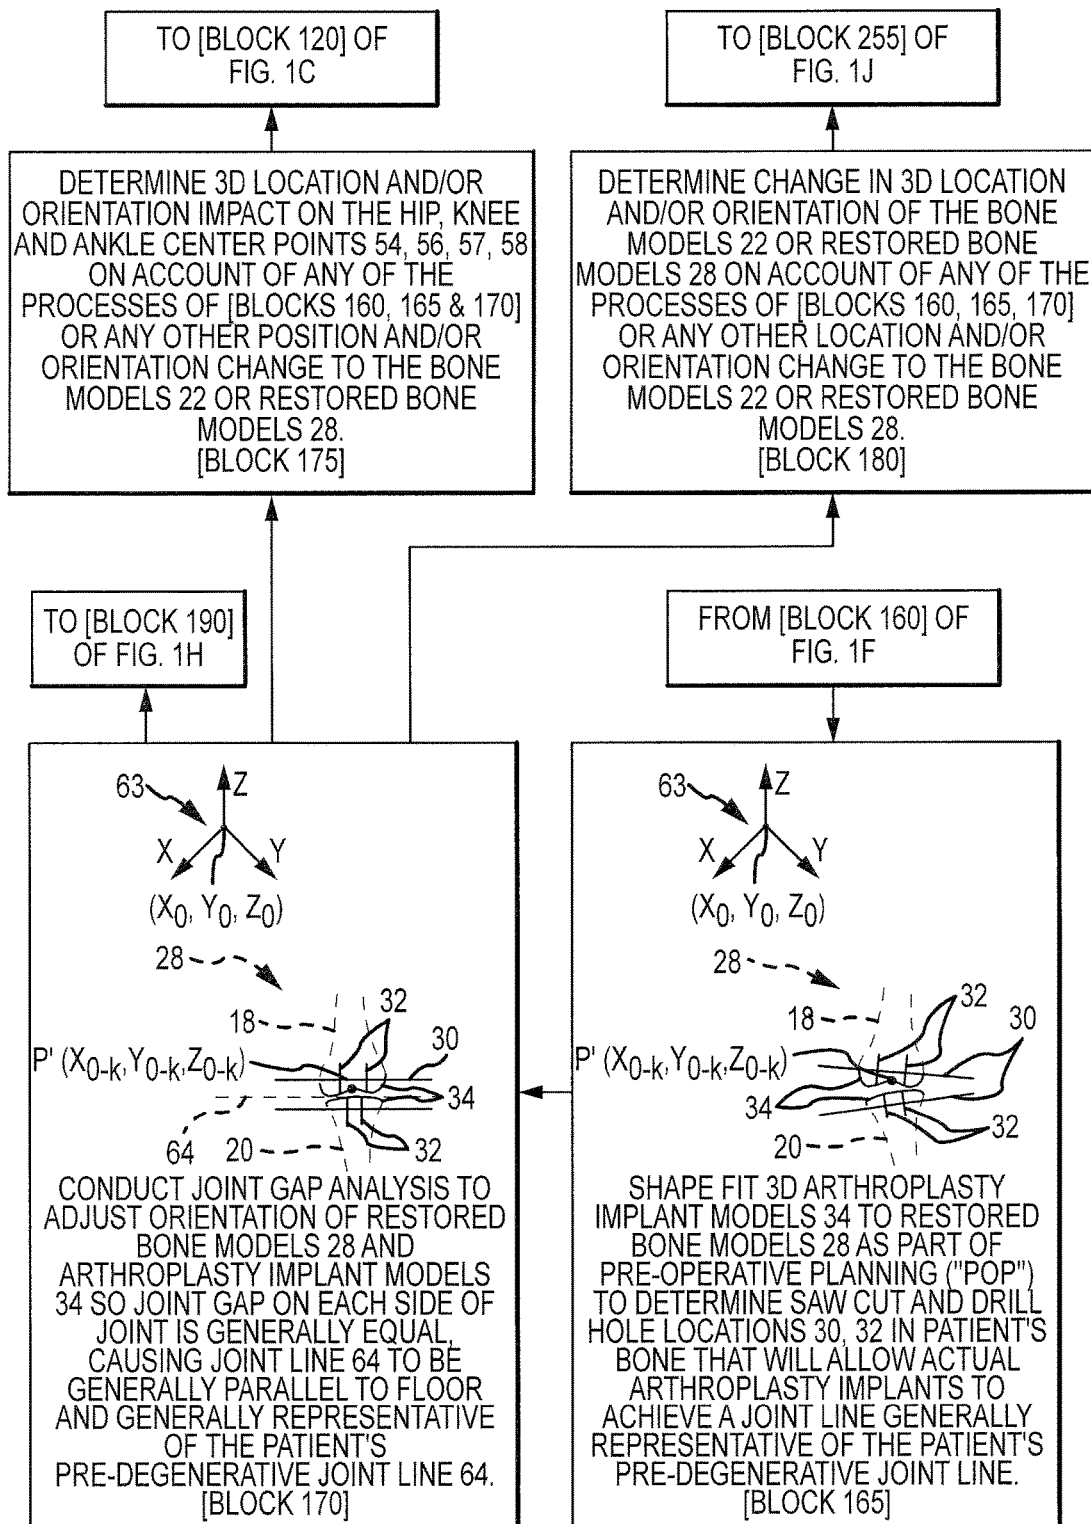 TO [BLOCK 120] OF
FIG. 1C
TO [BLOCK 255] OF
FIG. 1J
DETERMINE 3D LOCATION AND/OR
ORIENTATION IMPACT ON THE HIP, KNEE
AND ANKLE CENTER POINTS 54, 56, 57, 58
ON ACCOUNT OF ANY OF THE
PROCESSES OF [BLOCKS 160, 165 & 170]
OR ANY OTHER POSITION AND/OR
ORIENTATION CHANGE TO THE BONE
MODELS 22 OR RESTORED BONE
MODELS 28.
[BLOCK 175]
DETERMINE CHANGE IN 3D LOCATION
AND/OR ORIENTATION OF THE BONE
MODELS 22 OR RESTORED BONE
MODELS 28 ON ACCOUNT OF ANY OF THE
PROCESSES OF [BLOCKS 160, 165, 170]
OR ANY OTHER LOCATION AND/OR
ORIENTATION CHANGE TO THE BONE
MODELS 22 OR RESTORED BONE
MODELS 28.
[BLOCK 180]
TO [BLOCK 190]
OF FIG. 1H
FROM [BLOCK 160] OF
FIG. 1F
63
Z
X
Y
(X0, Y0, Z0)
28
32
18
30
P' (X0-k,Y0-k,Z0-k)
34
64
20
32
CONDUCT JOINT GAP ANALYSIS TO
ADJUST ORIENTATION OF RESTORED
BONE MODELS 28 AND
ARTHROPLASTY IMPLANT MODELS
34 SO JOINT GAP ON EACH SIDE OF
JOINT IS GENERALLY EQUAL,
CAUSING JOINT LINE 64 TO BE
GENERALLY PARALLEL TO FLOOR
AND GENERALLY REPRESENTATIVE
OF THE PATIENT'S
PRE-DEGENERATIVE JOINT LINE 64.
[BLOCK 170]
63
Z
X
Y
(X0, Y0, Z0)
28
32
18
30
P' (X0-k,Y0-k,Z0-k)
34
20
32
SHAPE FIT 3D ARTHROPLASTY
IMPLANT MODELS 34 TO RESTORED
BONE MODELS 28 AS PART OF
PRE-OPERATIVE PLANNING ("POP")
TO DETERMINE SAW CUT AND DRILL
HOLE LOCATIONS 30, 32 IN PATIENT'S
BONE THAT WILL ALLOW ACTUAL
ARTHROPLASTY IMPLANTS TO
ACHIEVE A JOINT LINE GENERALLY
REPRESENTATIVE OF THE PATIENT'S
PRE-DEGENERATIVE JOINT LINE.
[BLOCK 165]